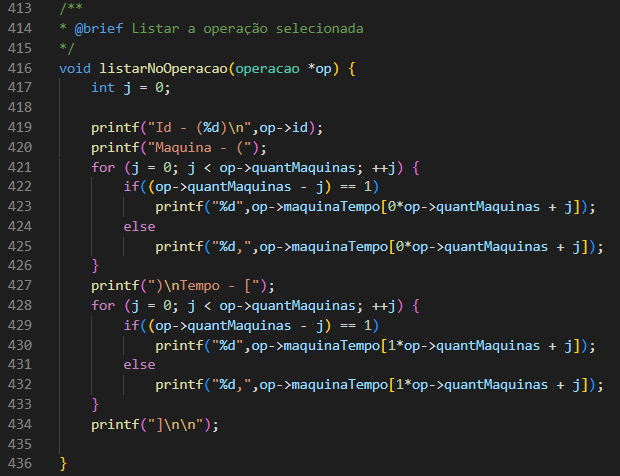 413 /**
414 * @brief Listar a operação selecionada
415 */
416 void listarNoOperacao(operacao *op) {
417     int j = 0;
418
419     printf("Id - (%d)\n",op->id);
420     printf("Maquina - (");
421     for (j = 0; j < op->quantMaquinas; ++j) {
422         if((op->quantMaquinas - j) == 1)
423             printf("%d",op->maquinaTempo[0*op->quantMaquinas + j]);
424         else
425             printf("%d,",op->maquinaTempo[0*op->quantMaquinas + j]);
426     }
427     printf(")\nTempo - [");
428     for (j = 0; j < op->quantMaquinas; ++j) {
429         if((op->quantMaquinas - j) == 1)
430             printf("%d",op->maquinaTempo[1*op->quantMaquinas + j]);
431         else
432             printf("%d,",op->maquinaTempo[1*op->quantMaquinas + j]);
433     }
434     printf("]\n\n");
435
436 }